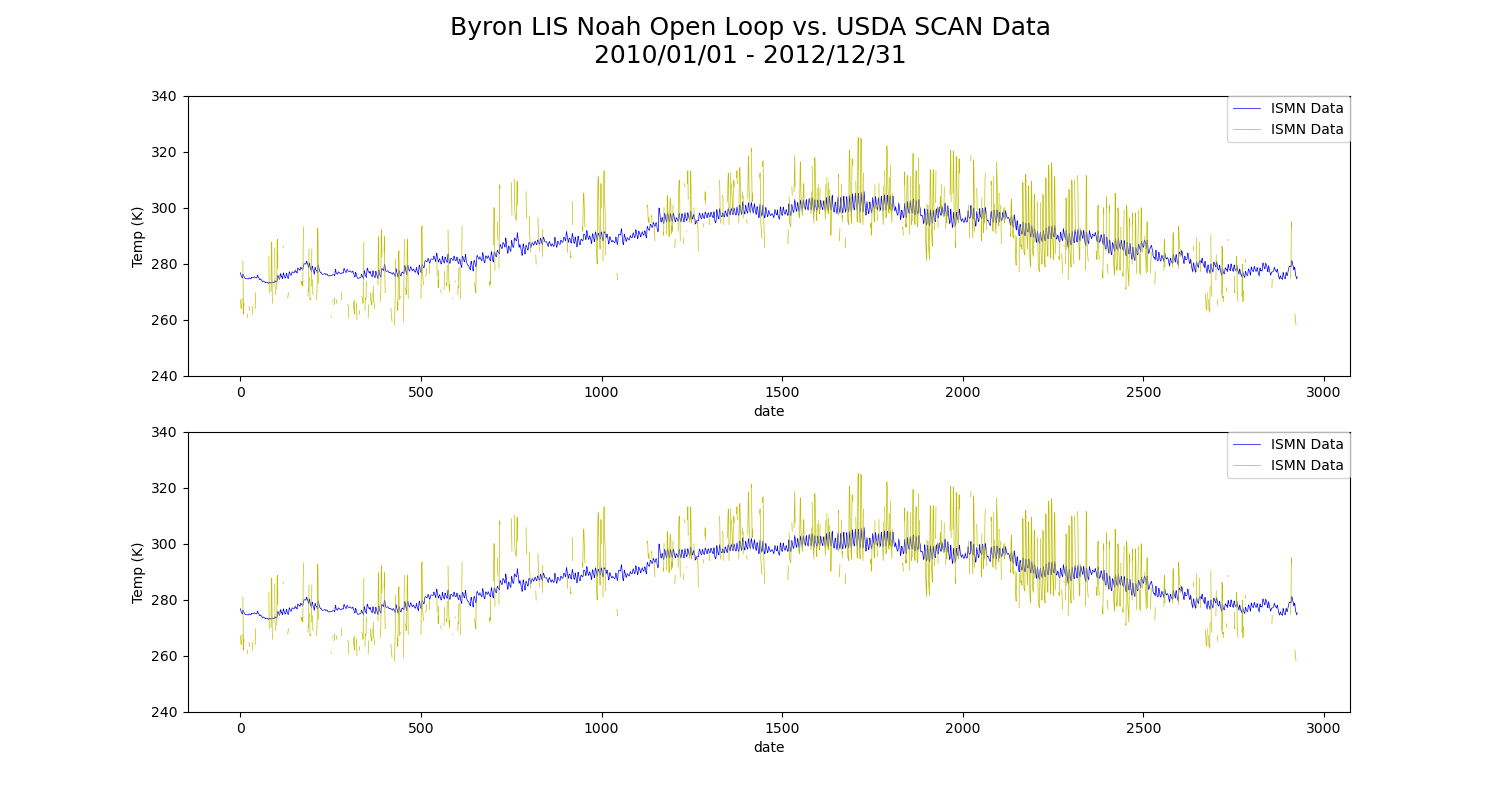 Byron LIS Noah Open Loop vs. USDA SCAN Data
2010/01/01 - 2012/12/31
340
320
300
280
260
240
Temp (K)
ISMN Data
ISMN Data
0 500 1000 1500 2000 2500 3000
date
340
320
300
280
260
240
Temp (K)
ISMN Data
ISMN Data
0 500 1000 1500 2000 2500 3000
date